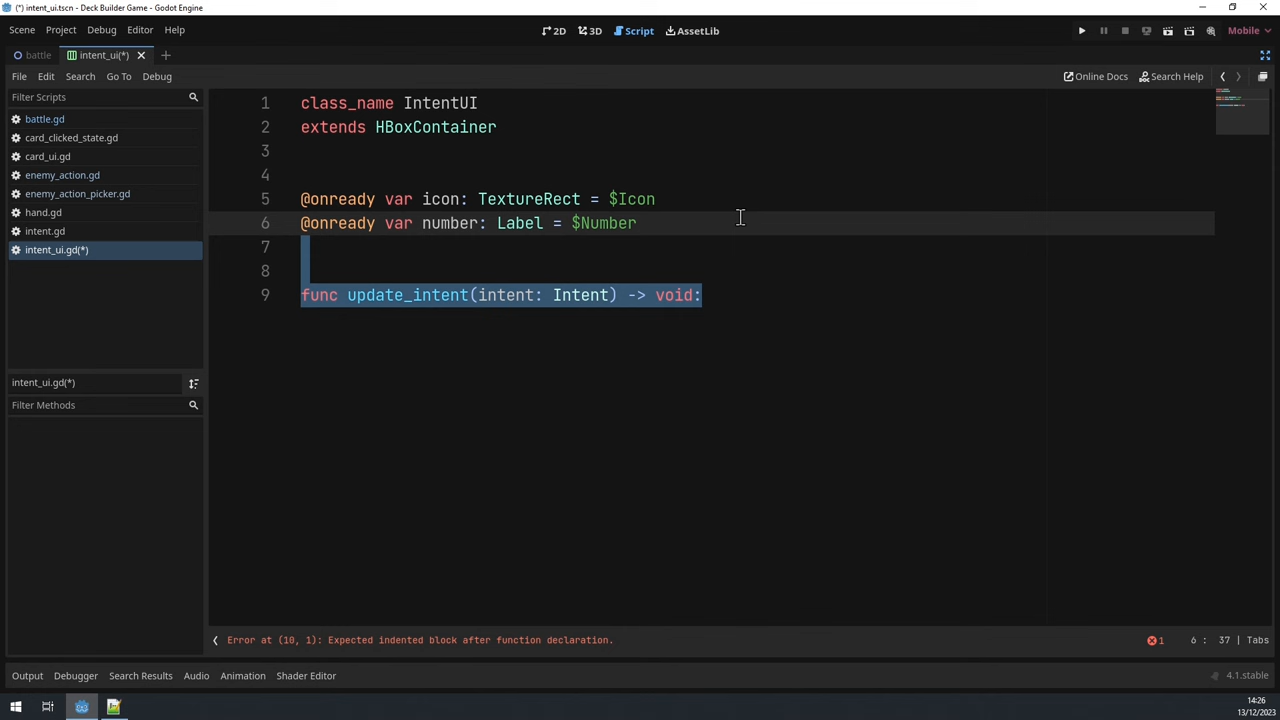 (*) intent_ui.tscn - Deck Builder Game - Godot Engine
Scene Project Debug Editor Help
2D 3D Script AssetLib
Mobile
battle intent_ui(*)
File Edit Search Go To Debug
Online Docs Search Help
Filter Scripts
battle.gd
card_clicked_state.gd
card_ui.gd
enemy_action.gd
enemy_action_picker.gd
hand.gd
intent.gd
intent_ui.gd(*)
intent_ui.gd(*)
Filter Methods
1 class_name IntentUI
2 extends HBoxContainer
3
4
5 @onready var icon: TextureRect = $Icon
6 @onready var number: Label = $Number
7
8
9 func update_intent(intent: Intent) -> void:
Error at (10, 1): Expected indented block after function declaration.
1 6 : 37 | Tabs
Output Debugger Search Results Audio Animation Shader Editor
4.1.stable
14:26
13/12/2023